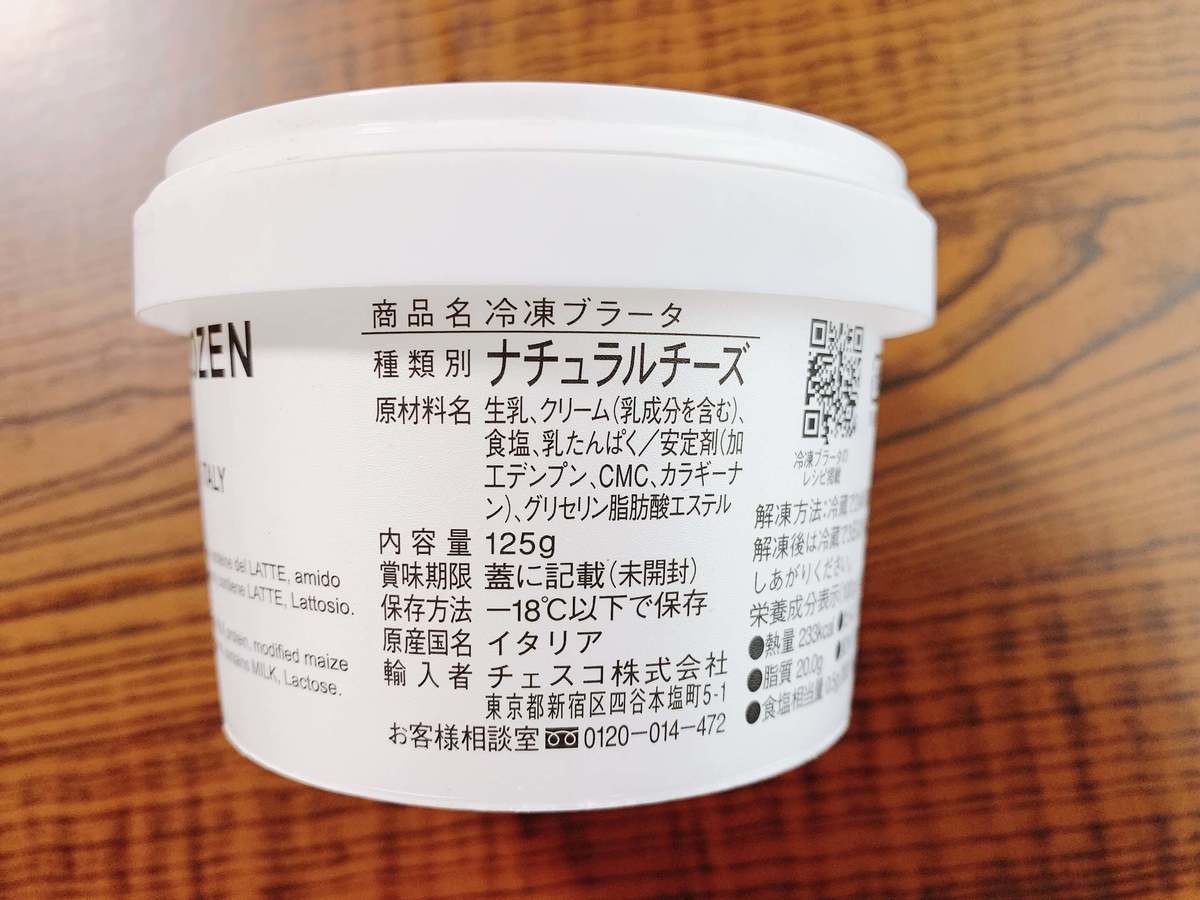 商品名 冷凍ブラータ
種類別 ナチュラルチーズ
原材料名 生乳、クリーム（乳成分を含む）、
食塩、乳たんぱく／安定剤（加
エデンプン、CMC、カラギーナ
ン）、グリセリン脂肪酸エステル
内容量 125g
賞味期限 蓋に記載（未開封）
保存方法 −18℃以下で保存
原産国名 イタリア
輸入者 チェスコ株式会社
東京都新宿区四谷本塩町5-1
お客様相談室 0120-014-472
del LATTE, amido
LATTE, Lattosio.
protein, modified maize
MILK, Lactose.
冷凍ブラータの
レシピ掲載
解凍方法：冷蔵で
解凍後は冷蔵で
しあがりください。
栄養成分表示
●熱量 233kcal
●脂質 20.0g
●食塩相当量